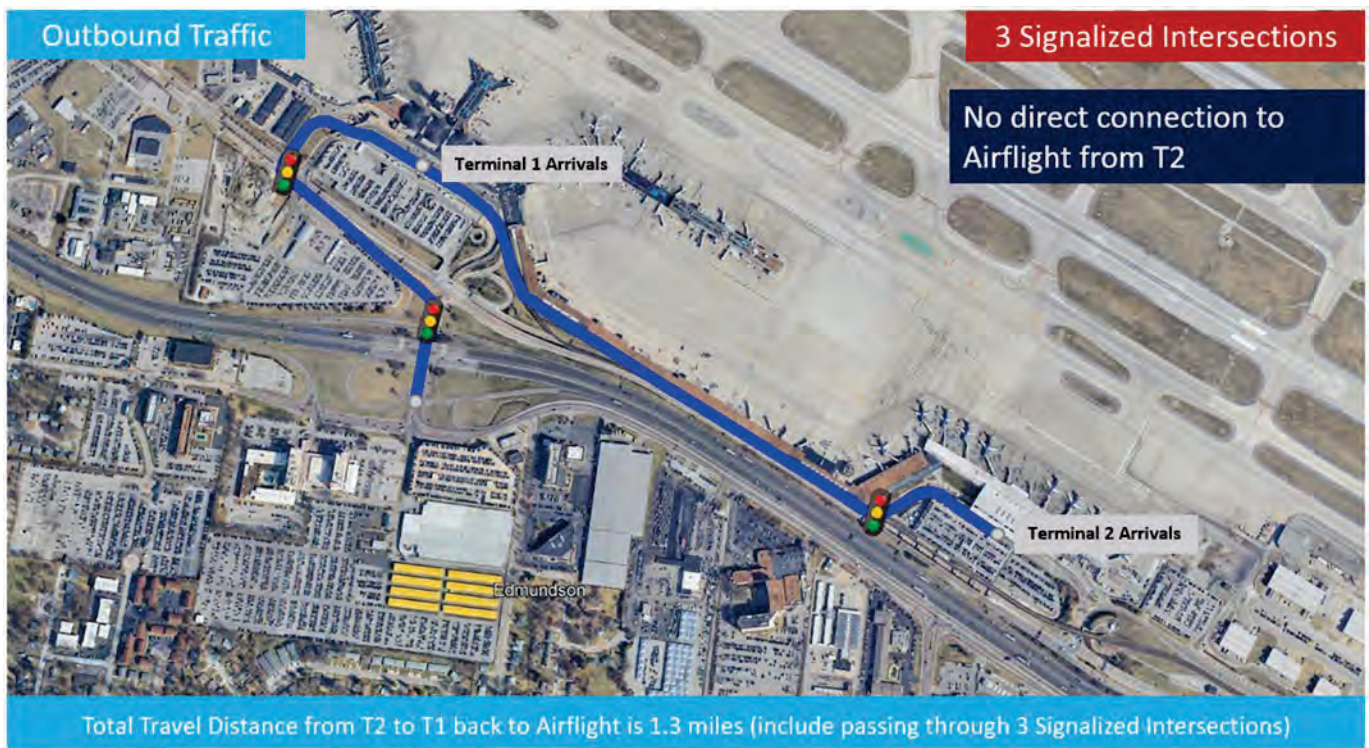 Outbound Traffic
3 Signalized Intersections
No direct connection to
Airflight from T2
Terminal 1 Arrivals
Terminal 2 Arrivals
Edmundson
Total Travel Distance from T2 to T1 back to Airflight is 1.3 miles (include passing through 3 Signalized Intersections)